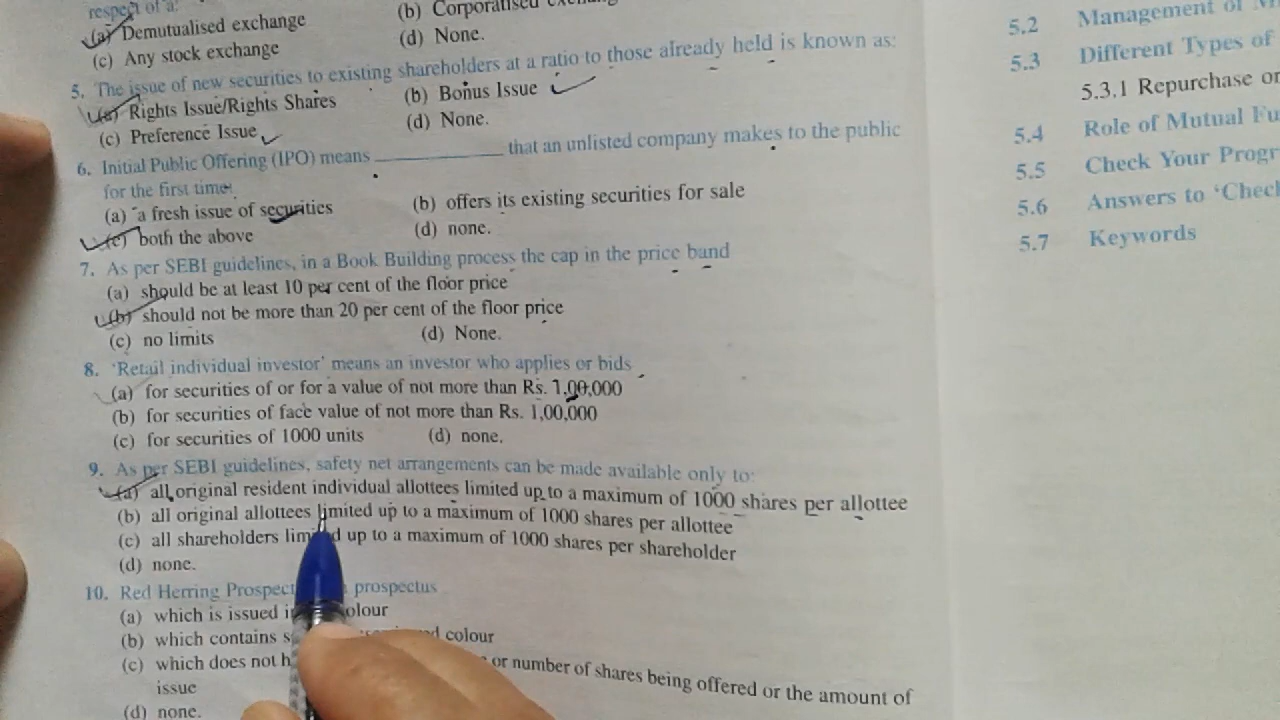 respect of a:
(a) Demutualised exchange
(b) Corporatised
(c) Any stock exchange
(d) None.
5. The issue of new securities to existing shareholders at a ratio to those already held is known as:
(a) Rights Issue/Rights Shares
(b) Bonus Issue
(c) Preference Issue
(d) None.
6. Initial Public Offering (IPO) means ____________ that an unlisted company makes to the public
for the first time.
(a) a fresh issue of securities
(b) offers its existing securities for sale
(c) both the above
(d) none.
7. As per SEBI guidelines, in a Book Building process the cap in the price band
(a) should be at least 10 per cent of the floor price
(b) should not be more than 20 per cent of the floor price
(c) no limits
(d) None.
8. 'Retail individual investor' means an investor who applies or bids
(a) for securities of or for a value of not more than Rs. 1,00,000
(b) for securities of face value of not more than Rs. 1,00,000
(c) for securities of 1000 units
(d) none.
9. As per SEBI guidelines, safety net arrangements can be made available only to:
(a) all original resident individual allottees limited up to a maximum of 1000 shares per allottee
(b) all original allottees limited up to a maximum of 1000 shares per allottee
(c) all shareholders limited up to a maximum of 1000 shares per shareholder
(d) none.
10. Red Herring prospectus
(a) which is issued
(b) which contains colour
(c) which does not or number of shares being offered or the amount of
issue
(d) none.
5.2 Management of
5.3 Different Types of
5.3.1 Repurchase
5.4 Role of Mutual
5.5 Check Your
5.6 Answers to
5.7 Keywords